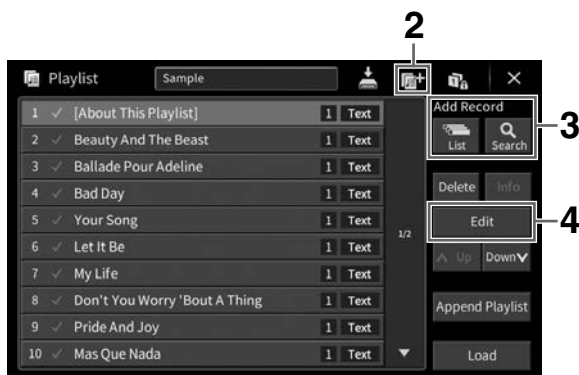 2
Playlist Sample
Add Record
List Search
3
1 [About This Playlist] 1 Text
2 Beauty And The Beast 1 Text
3 Ballade Pour Adeline 1 Text
4 Bad Day 1 Text
5 Your Song 1 Text
6 Let It Be 1 Text
7 My Life 1 Text
8 Don't You Worry 'Bout A Thing 1 Text
9 Pride And Joy 1 Text
10 Mas Que Nada 1 Text
1/2
Delete Info
Edit
4
Up Down
Append Playlist
Load